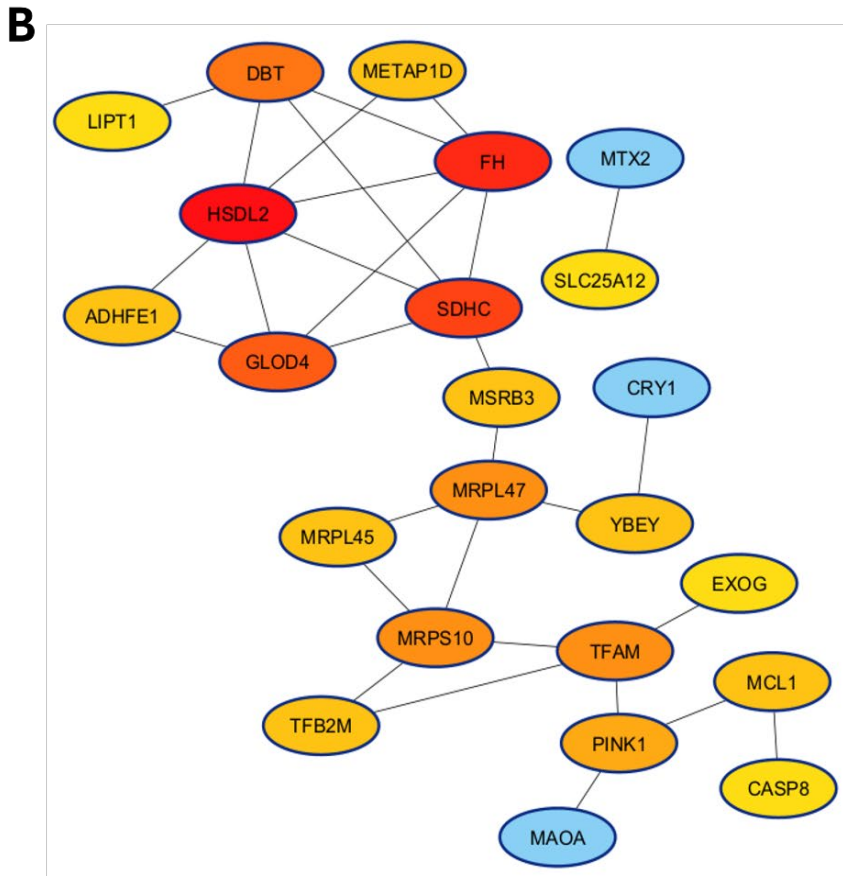 B
DBT
METAP1D
LIPT1
FH
MTX2
HSDL2
SLC25A12
ADHFE1
SDHC
GLOD4
MSRB3
CRY1
MRPL47
MRPL45
YBEY
EXOG
MRPS10
TFAM
MCL1
TFB2M
PINK1
CASP8
MAOA